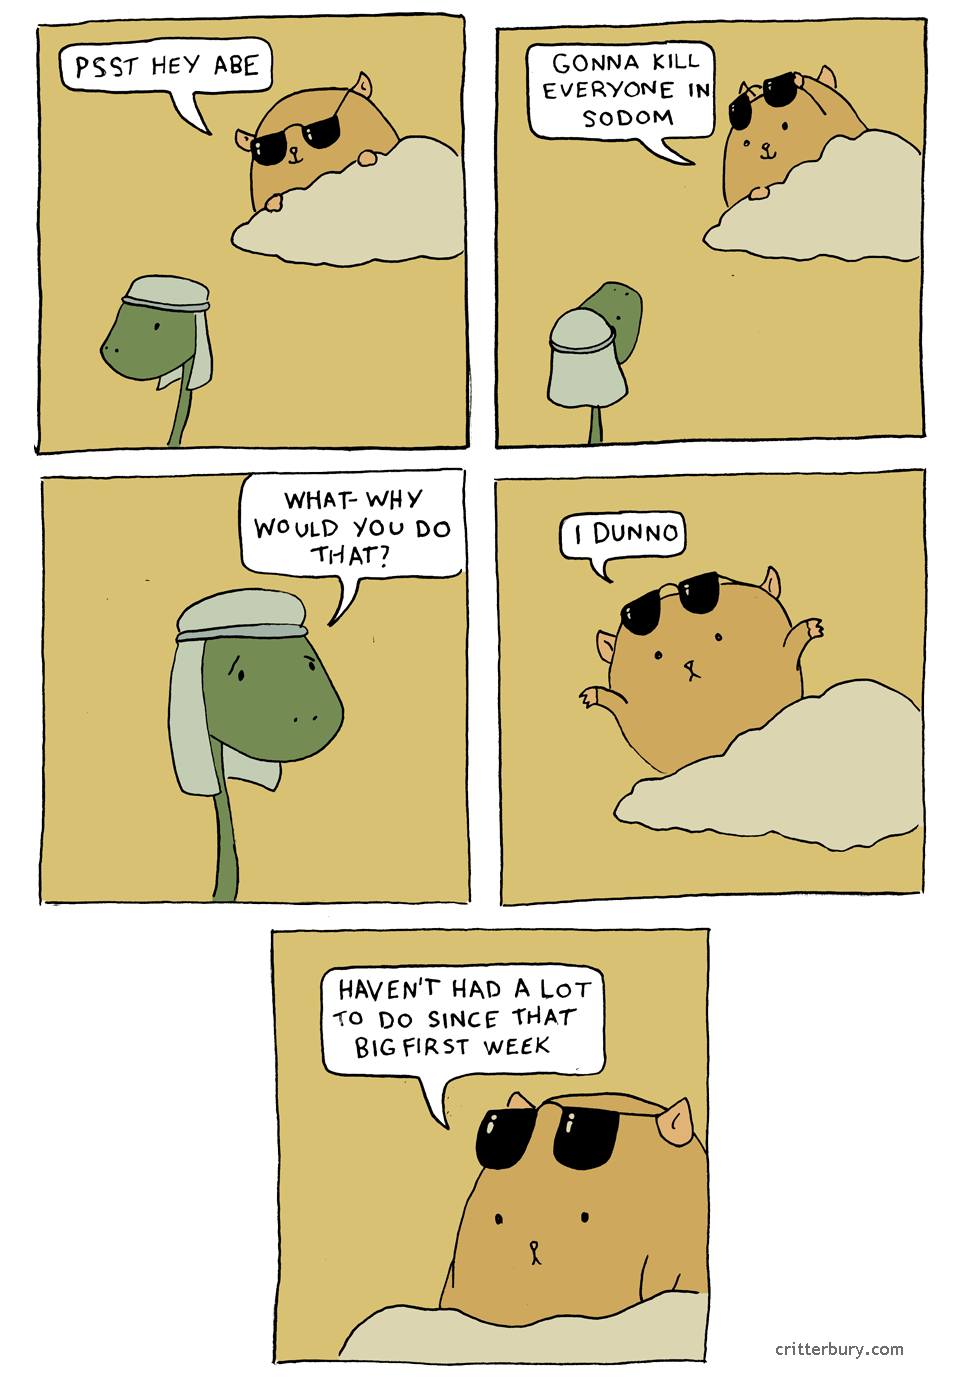 PSST HEY ABE
GONNA KILL
EVERYONE IN
SODOM
WHAT-WHY
WOULD YOU DO
THAT?
I DUNNO
HAVEN'T HAD A LOT
TO DO SINCE THAT
BIG FIRST WEEK
critterbury.com